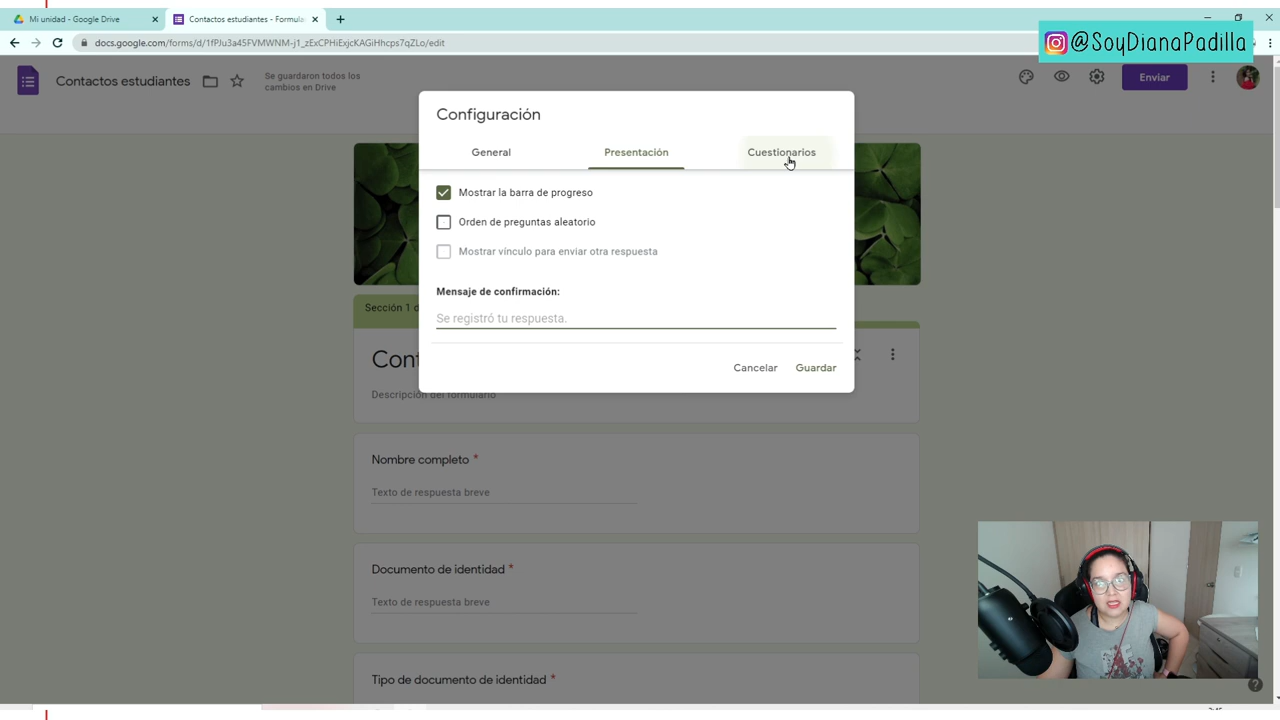 Mi unidad - Google Drive
Contactos estudiantes - Formula
docs.google.com/forms/d/1fPJu3a45FVMWNM-j1_zExCPHiExjcKAGiHhcps7qZLo/edit
@SoyDianaPadilla
Contactos estudiantes
Se guardaron todos los
cambios en Drive
Enviar
Configuración
General
Presentación
Cuestionarios
Mostrar la barra de progreso
Orden de preguntas aleatorio
Mostrar vínculo para enviar otra respuesta
Mensaje de confirmación:
Se registró tu respuesta.
Cancelar
Guardar
Sección 1 d
Cont
Descripción del formulario
Nombre completo *
Texto de respuesta breve
Documento de identidad *
Texto de respuesta breve
Tipo de documento de identidad *